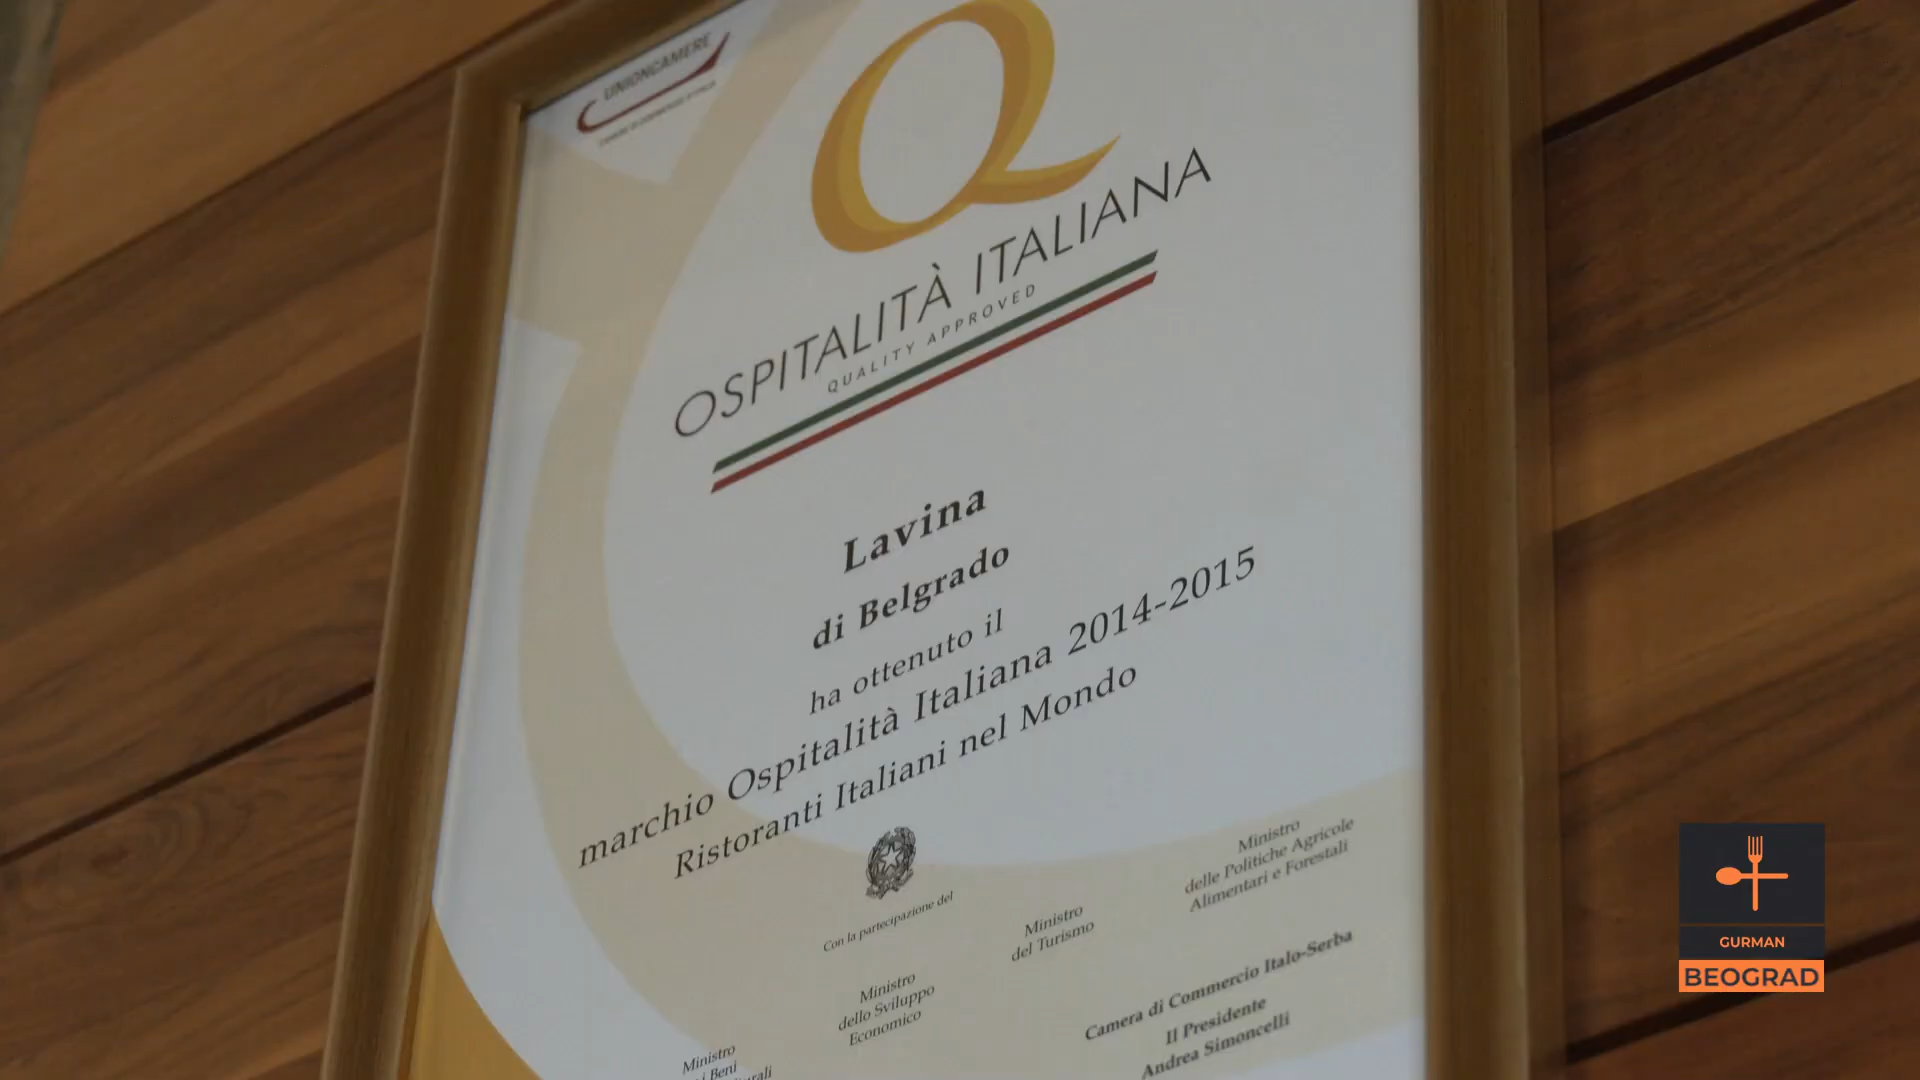 UNIONCAMERE
OSPITALITÀ ITALIANA
QUALITY APPROVED
Lavina
di Belgrado
ha ottenuto il
marchio Ospitalità Italiana 2014-2015
Ristoranti Italiani nel Mondo
Con la partecipazione del
Ministro
delle Politiche Agricole
Alimentari e Forestali
Ministro
del Turismo
Ministro
dello Sviluppo
Economico
Ministro
Beni
Camera di Commercio Italo-Serba
Il Presidente
Andrea Simoncelli
GURMAN
BEOGRAD